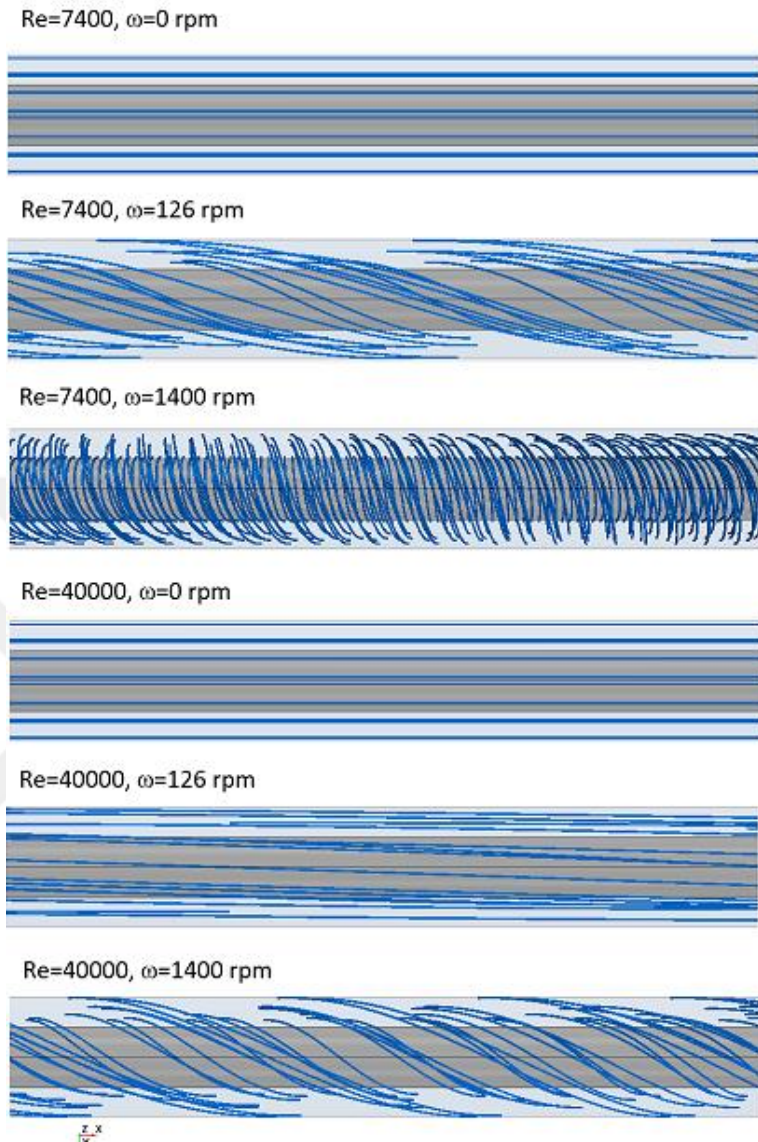 Re=7400, ω=0 rpm
Re=7400, ω=126 rpm
Re=7400, ω=1400 rpm
Re=40000, ω=0 rpm
Re=40000, ω=126 rpm
Re=40000, ω=1400 rpm
z x
Y